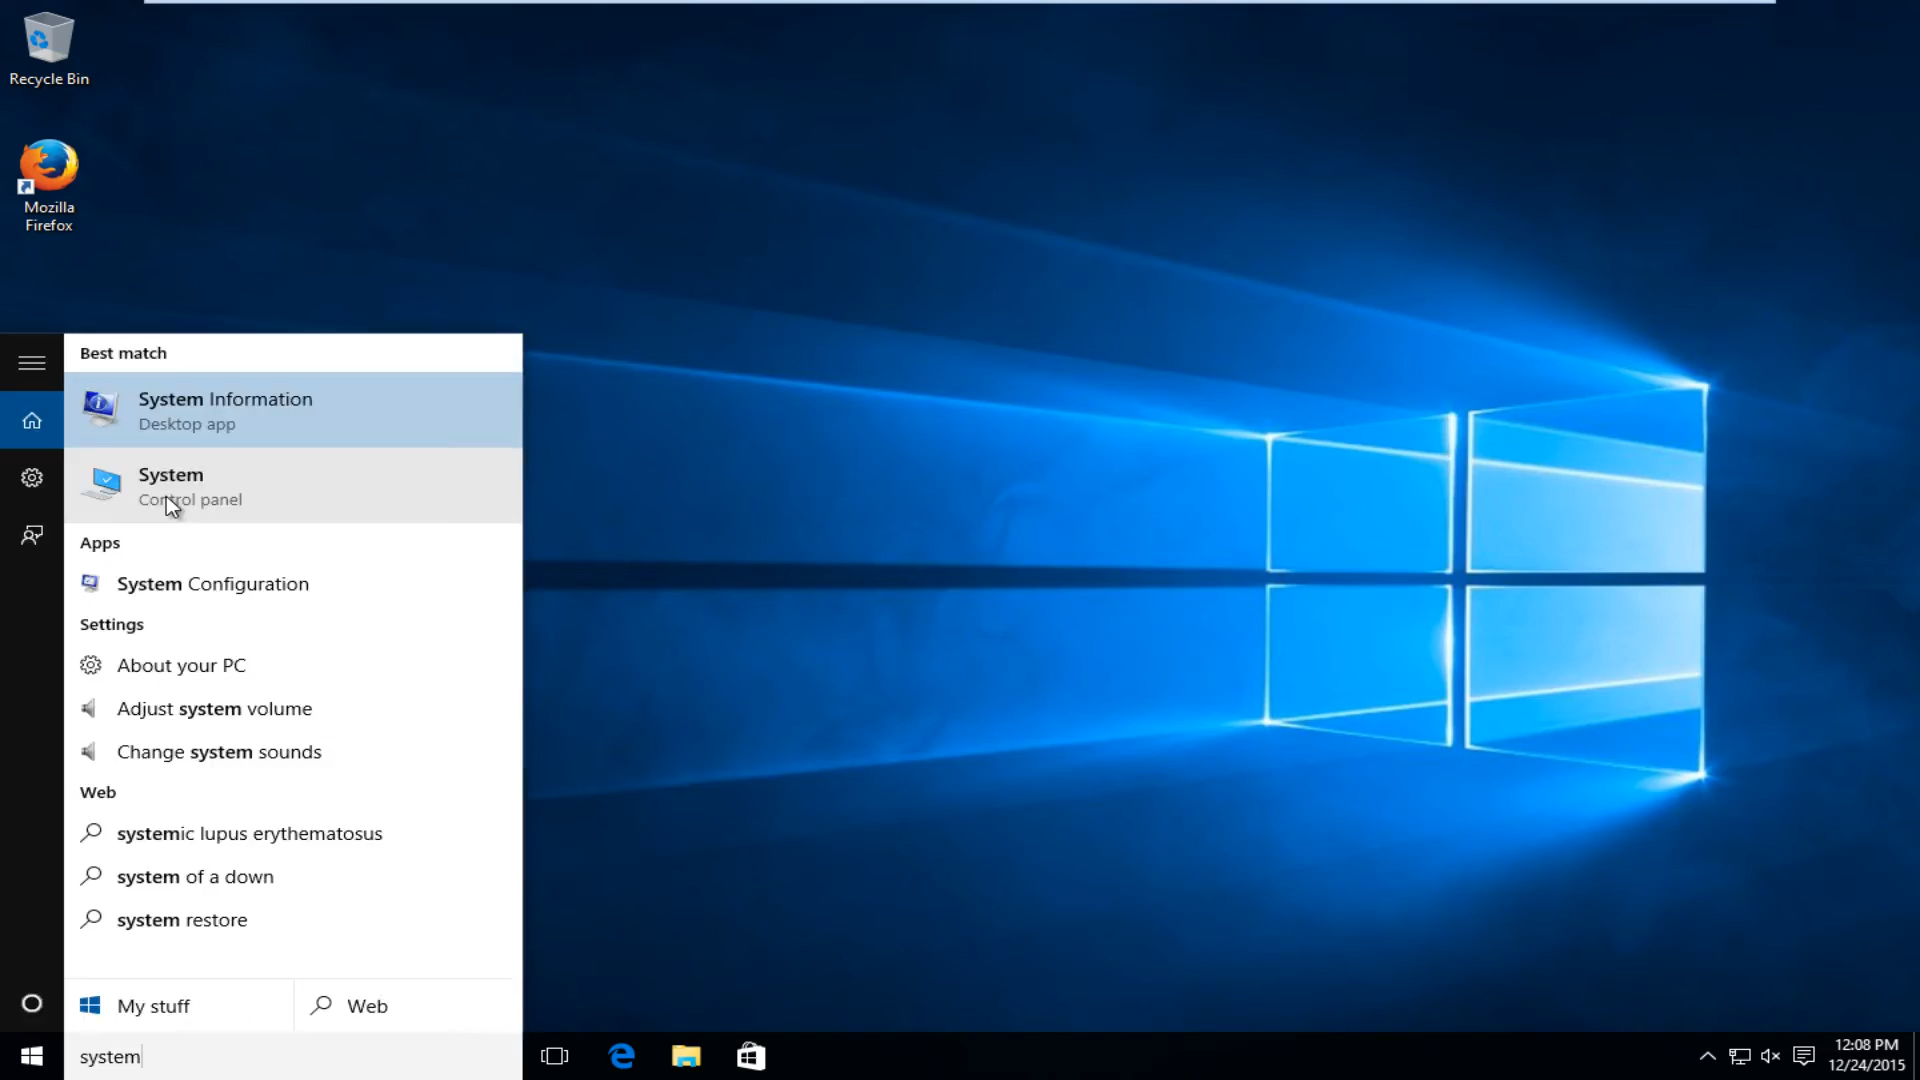 Recycle Bin
Mozilla
Firefox
Best match
System Information
Desktop app
System
Control panel
Apps
System Configuration
Settings
About your PC
Adjust system volume
Change system sounds
Web
systemic lupus erythematosus
system of a down
system restore
My stuff
Web
system
12:08 PM
12/24/2015